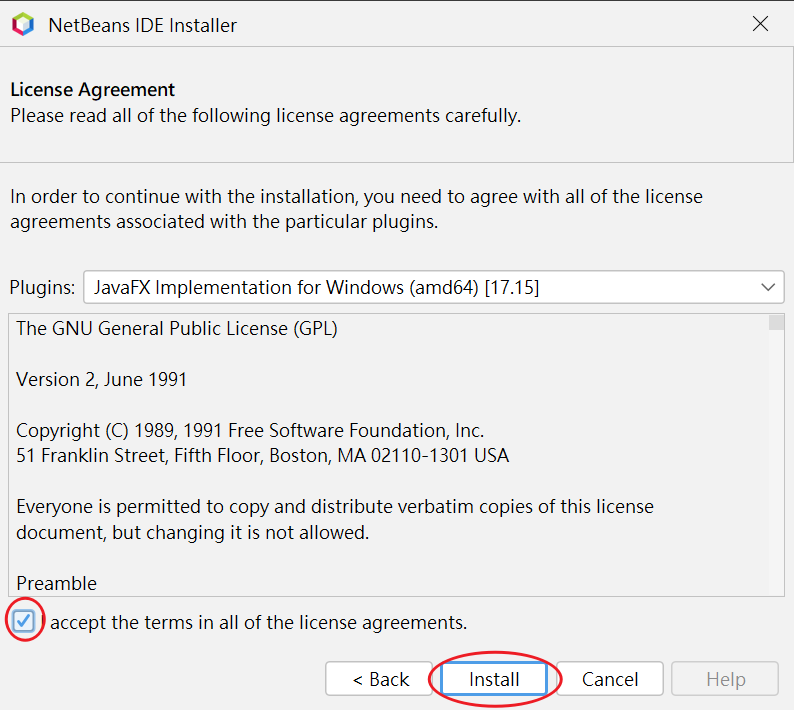 NetBeans IDE Installer
License Agreement
Please read all of the following license agreements carefully.
In order to continue with the installation, you need to agree with all of the license
agreements associated with the particular plugins.
Plugins: JavaFX Implementation for Windows (amd64) [17.15]
The GNU General Public License (GPL)
Version 2, June 1991
Copyright (C) 1989, 1991 Free Software Foundation, Inc.
51 Franklin Street, Fifth Floor, Boston, MA 02110-1301 USA
Everyone is permitted to copy and distribute verbatim copies of this license
document, but changing it is not allowed.
Preamble
accept the terms in all of the license agreements.
< Back Install Cancel Help